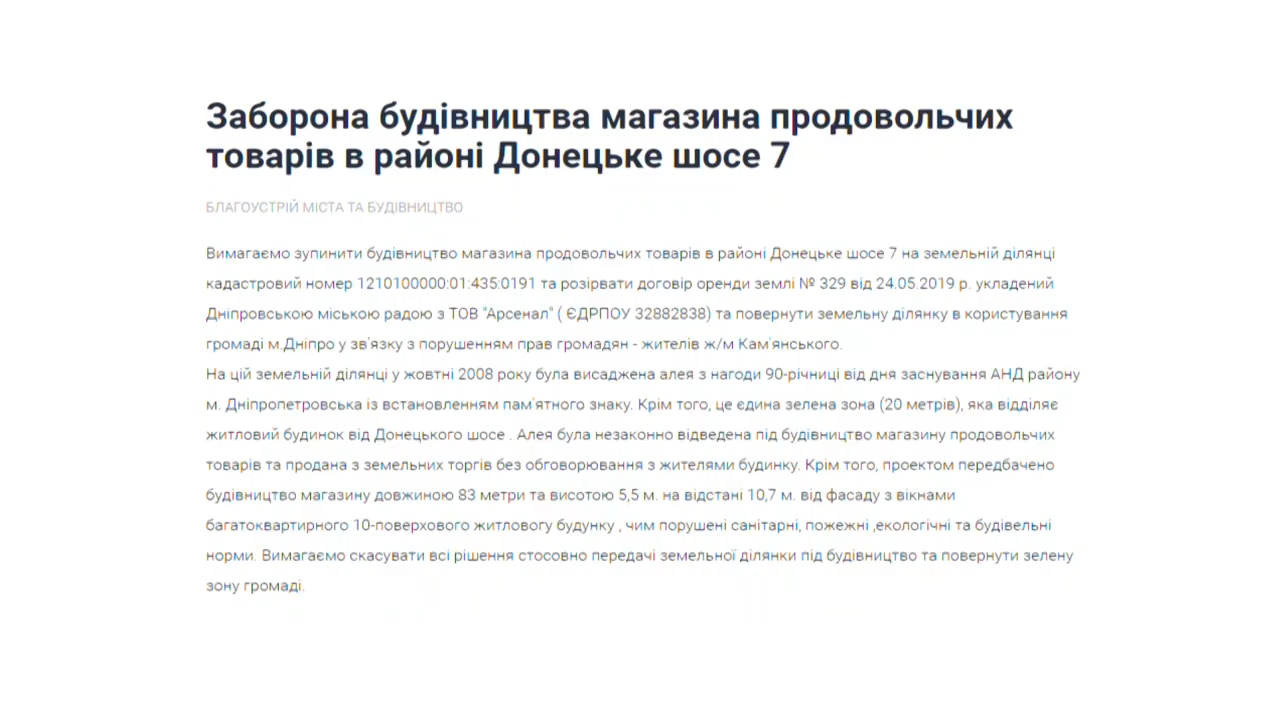 Заборона будівництва магазина продовольчих
товарів в районі Донецьке шосе 7
БЛАГОУСТРІЙ МІСТА ТА БУДІВНИЦТВО
Вимагаємо зупинити будівництво магазина продовольчих товарів в районі Донецьке шосе 7 на земельній ділянці
кадастровий номер 1210100000:01:435:0191 та розірвати договір оренди землі № 329 від 24.05.2019 р. укладений
Дніпровською міською радою з ТОВ "Арсенал" ( ЄДРПОУ 32882838) та повернути земельну ділянку в користування
громаді м.Дніпро у зв'язку з порушенням прав громадян - жителів ж/м Кам'янського.
На цій земельній ділянці у жовтні 2008 року була висаджена алея з нагоди 90-річниці від дня заснування АНД району
м. Дніпропетровська із встановленням пам'ятного знаку. Крім того, це єдина зелена зона (20 метрів), яка відділяє
житловий будинок від Донецького шосе . Алея була незаконно відведена під будівництво магазину продовольчих
товарів та продана з земельних торгів без обговорювання з жителями будинку. Крім того, проектом передбачено
будівництво магазину довжиною 83 метри та висотою 5,5 м. на відстані 10,7 м. від фасаду з вікнами
багатоквартирного 10-поверхового житловогу будунку , чим порушені санітарні, пожежні ,екологічні та будівельні
норми. Вимагаємо скасувати всі рішення стосовно передачі земельної ділянки під будівництво та повернути зелену
зону громаді.